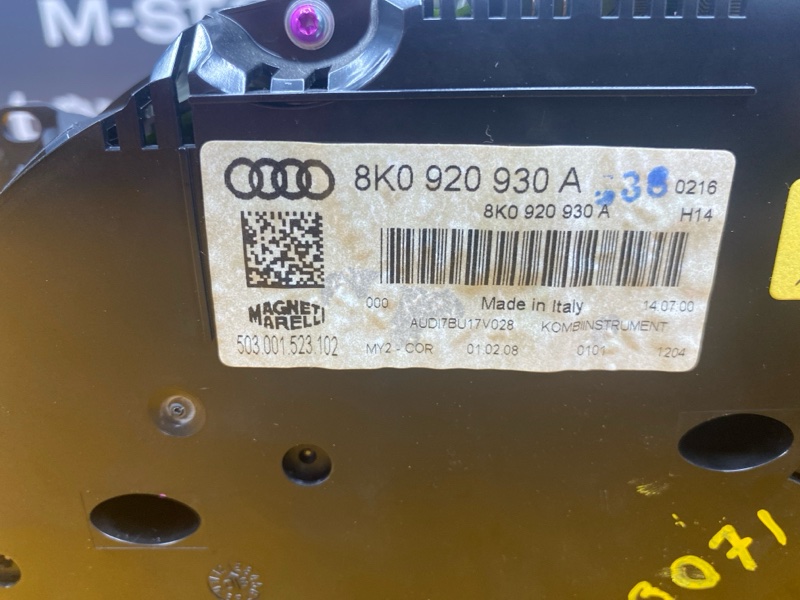 M-S
8K0 920 930 A 0216
8K0 920 930 A H14
MAGNETI
MARELLI
000 Made in Italy 14.07.00
AUDI7BU17V028 KOMBIINSTRUMENT
503.001.523.102 MY2 - COR 01.02.08 0101 1204
3071